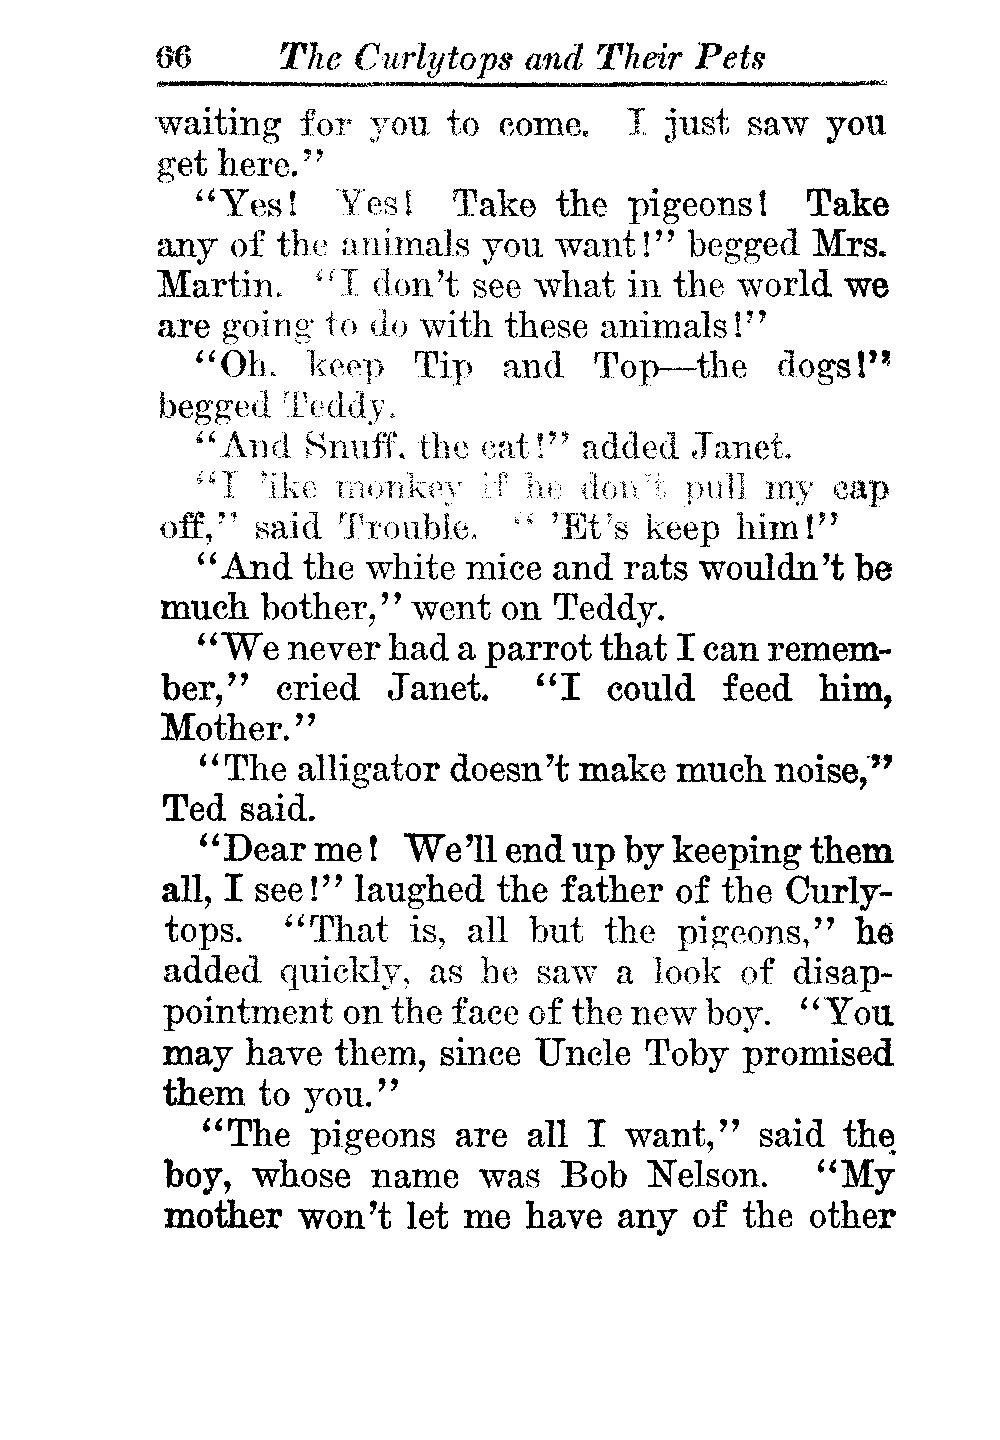 66 The Curlytops and Their Pets
waiting for you to come. I just saw you
get here."
"Yes! Yes! Take the pigeons! Take
any of the animals you want!" begged Mrs.
Martin. "I don't see what in the world we
are going to do with these animals!"
"Oh. keep Tip and Top—the dogs!"
begged Teddy.
"And Snuff, the cat!" added Janet.
"I 'ike monkey if he don't pull my cap
off," said Trouble. " 'Et's keep him!"
"And the white mice and rats wouldn't be
much bother," went on Teddy.
"We never had a parrot that I can remem-
ber," cried Janet. "I could feed him,
Mother."
"The alligator doesn't make much noise,"
Ted said.
"Dear me! We'll end up by keeping them
all, I see!" laughed the father of the Curly-
tops. "That is, all but the pigeons," he
added quickly, as he saw a look of disap-
pointment on the face of the new boy. "You
may have them, since Uncle Toby promised
them to you."
"The pigeons are all I want," said the
boy, whose name was Bob Nelson. "My
mother won't let me have any of the other